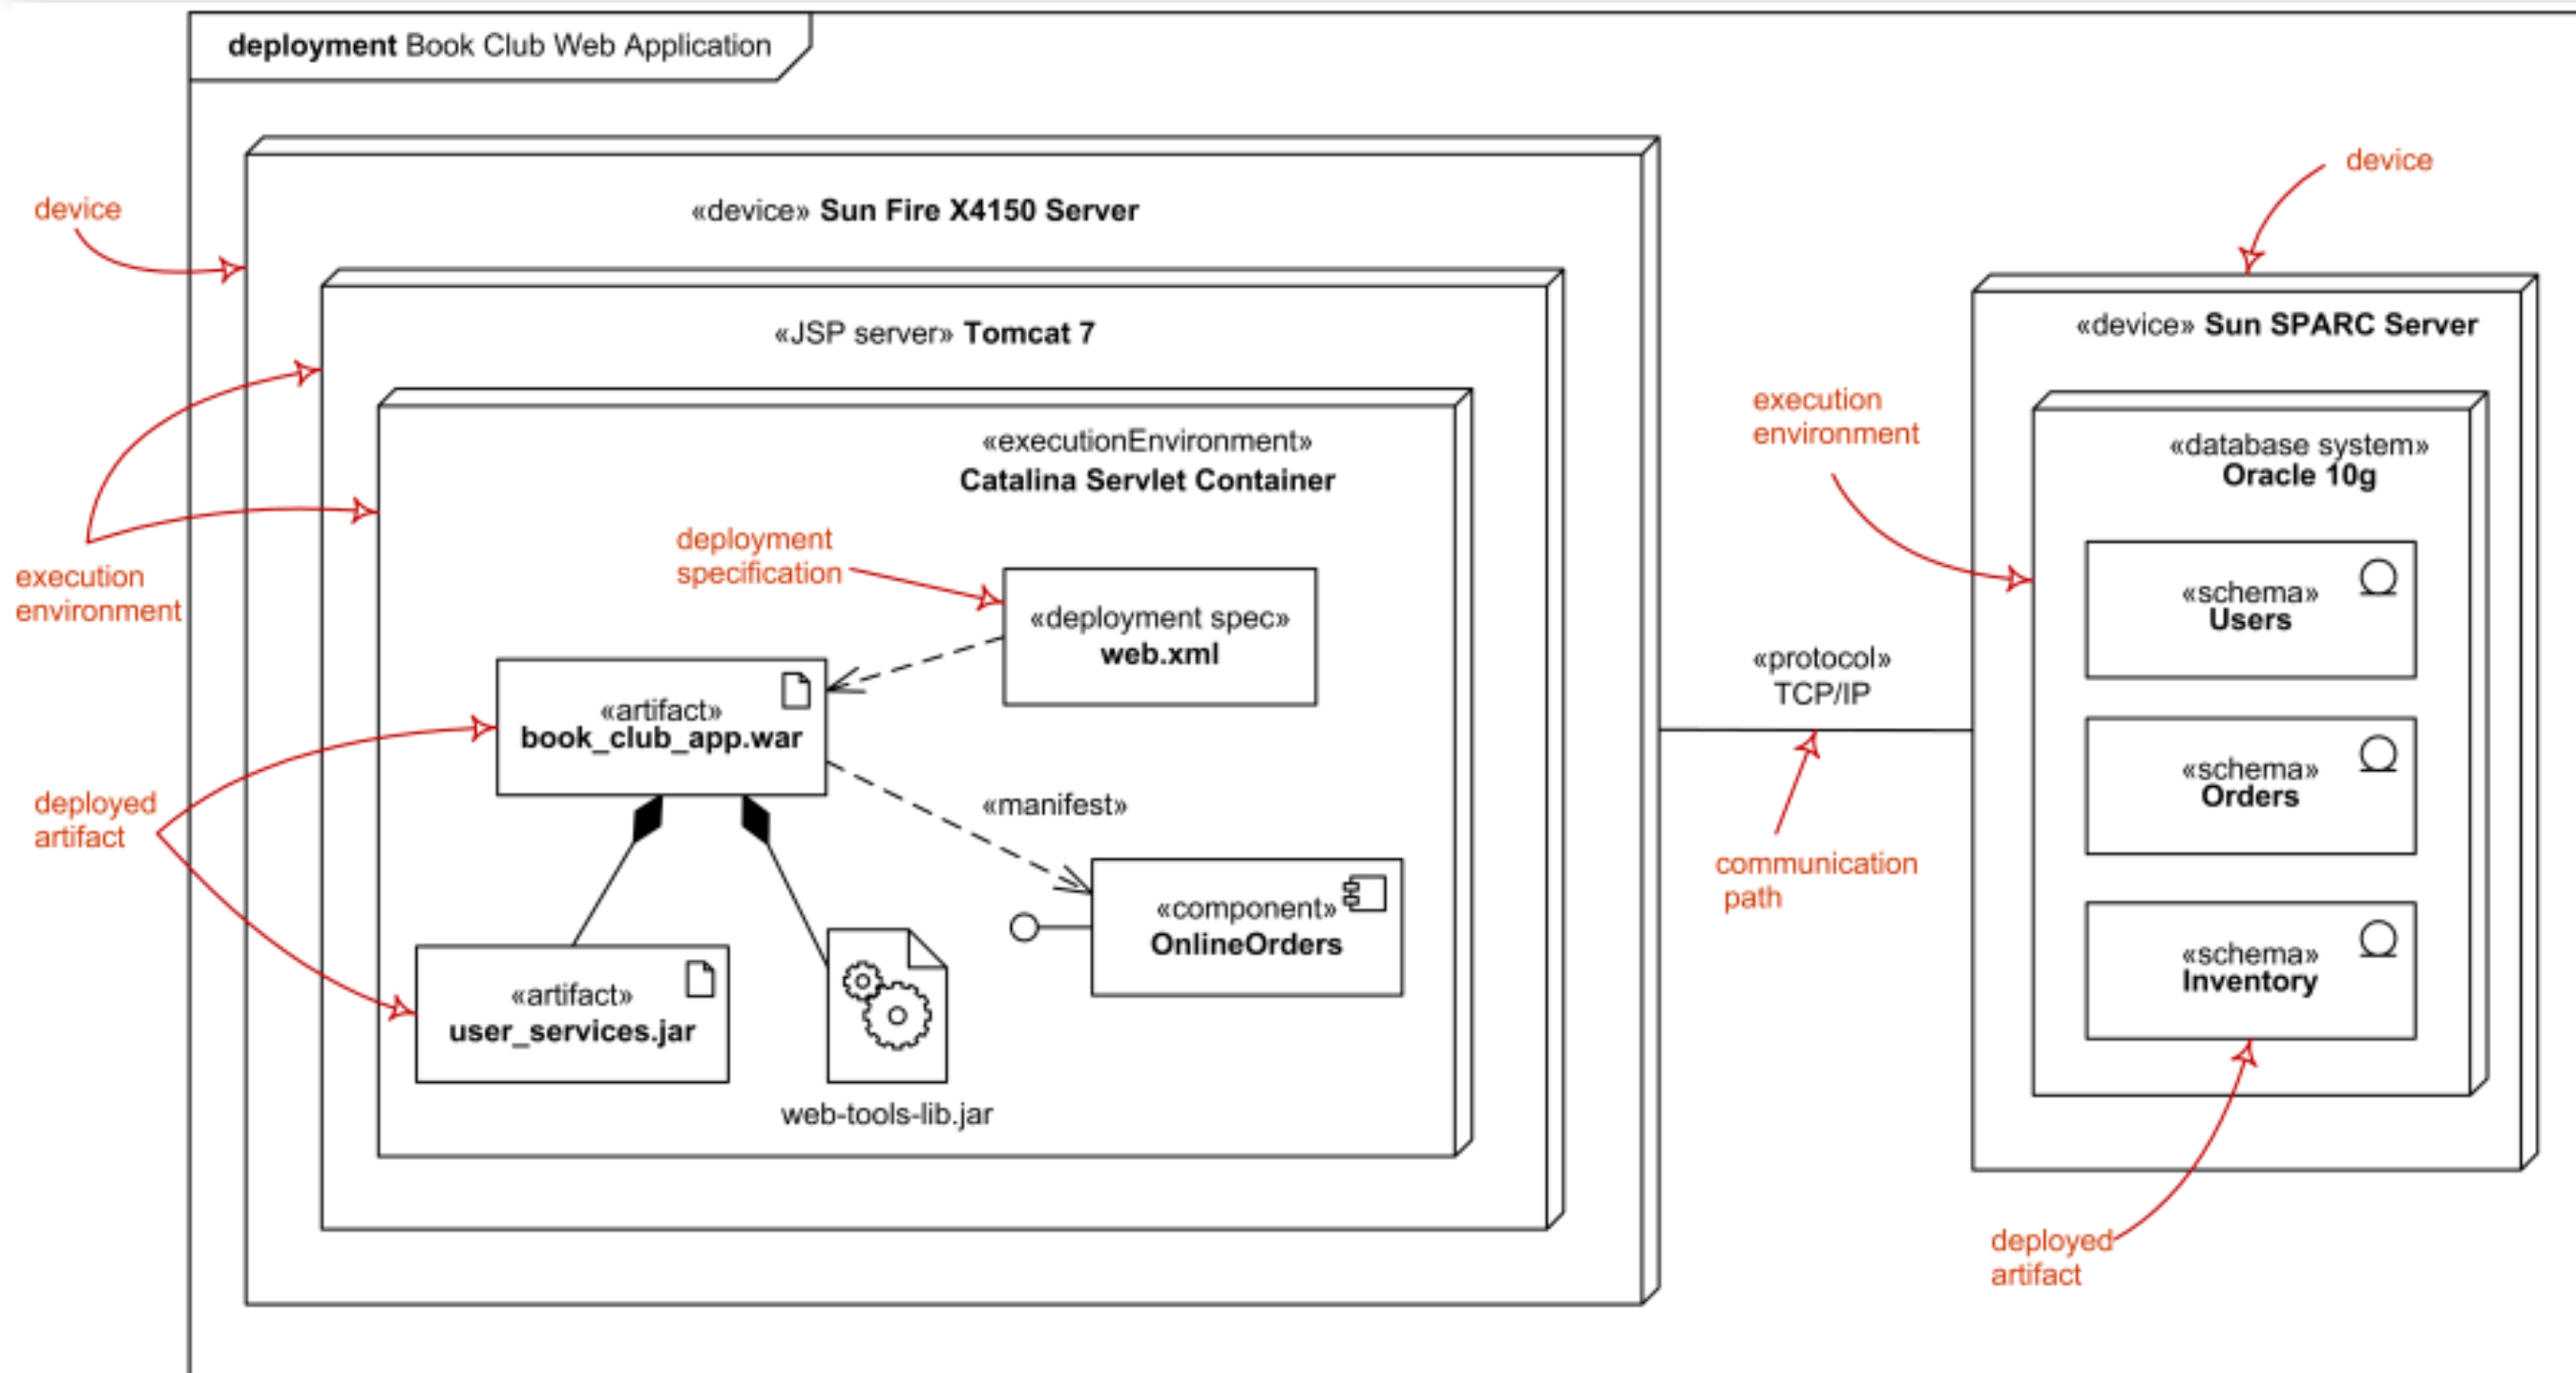 deployment Book Club Web Application
device
«device» Sun Fire X4150 Server
«JSP server» Tomcat 7
execution
environment
«executionEnvironment»
Catalina Servlet Container
deployment
specification
«deployment spec»
web.xml
«artifact»
book_club_app.war
deployed
artifact
«manifest»
«component»
OnlineOrders
«artifact»
user_services.jar
web-tools-lib.jar
«protocol»
TCP/IP
communication
path
device
«device» Sun SPARC Server
execution
environment
«database system»
Oracle 10g
«schema»
Users
«schema»
Orders
«schema»
Inventory
deployed
artifact